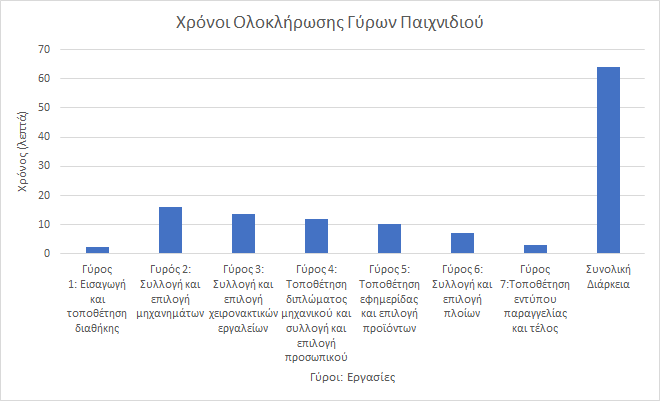 Χρόνοι Ολοκλήρωσης Γύρων Παιχνιδιού
70
60
50
40
30
20
10
0
Χρόνος (λεπτά)
Γύρος
1: Εισαγωγή
και
τοποθέτηση
διαθήκης
Γυρός 2:
Συλλογή και
επιλογή
μηχανημάτων
Γύρος 3:
Συλλογή και
επιλογή
χειρονακτικών
εργαλείων
Γύρος 4:
Τοποθέτηση
διπλώματος
μηχανικού και
συλλογή και
επιλογή
προσωπικού
Γύρος 5:
Τοποθέτηση
εφημερίδας
και επιλογή
προϊόντων
Γύρος 6:
Συλλογή και
επιλογή
πλοίων
Γύρος
7:Τοποθέτηση
εντύπου
παραγγελίας
και τέλος
Συνολική
Διάρκεια
Γύροι: Εργασίες